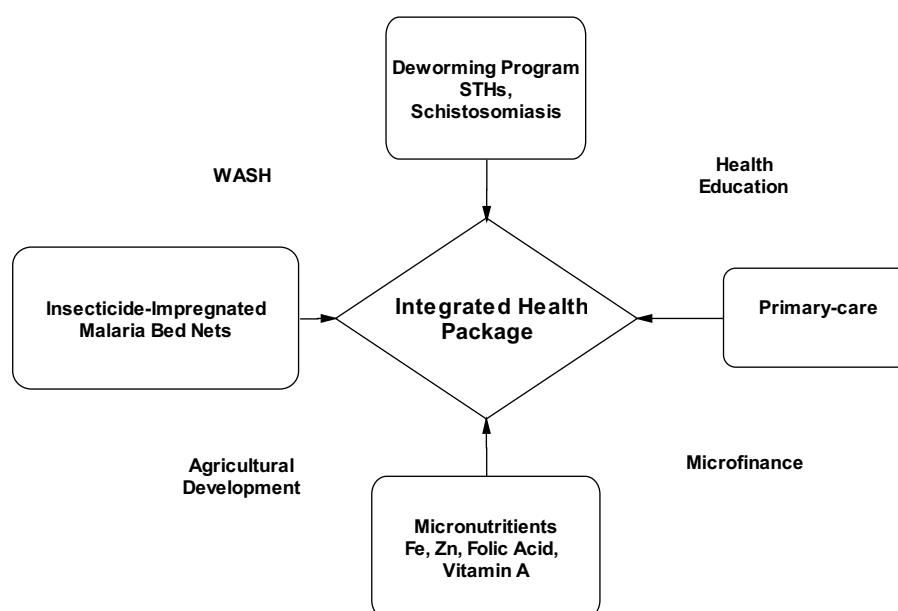 Deworming Program
STHs,
Schistosomiasis
WASH
Health
Education
Insecticide-Impregnated
Malaria Bed Nets
Integrated Health
Package
Primary-care
Agricultural
Development
Microfinance
Micronutritients
Fe, Zn, Folic Acid,
Vitamin A